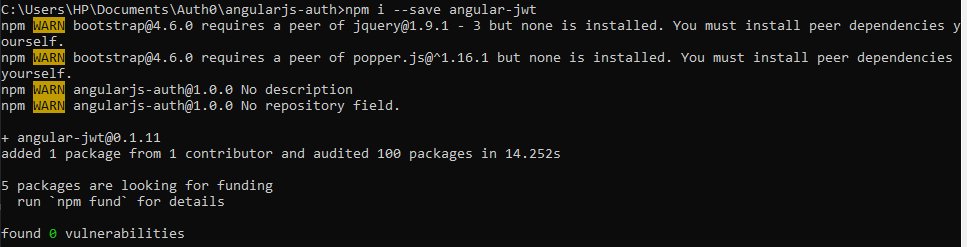 C:\Users\HP\Documents\Auth0\angularjs-auth>npm i --save angular-jwt
npm WARN bootstrap@4.6.0 requires a peer of jquery@1.9.1 - 3 but none is installed. You must install peer dependencies y
ourself.
npm WARN bootstrap@4.6.0 requires a peer of popper.js@^1.16.1 but none is installed. You must install peer dependencies
yourself.
npm WARN angularjs-auth@1.0.0 No description
npm WARN angularjs-auth@1.0.0 No repository field.
+ angular-jwt@0.1.11
added 1 package from 1 contributor and audited 100 packages in 14.252s
5 packages are looking for funding
run `npm fund` for details
found 0 vulnerabilities